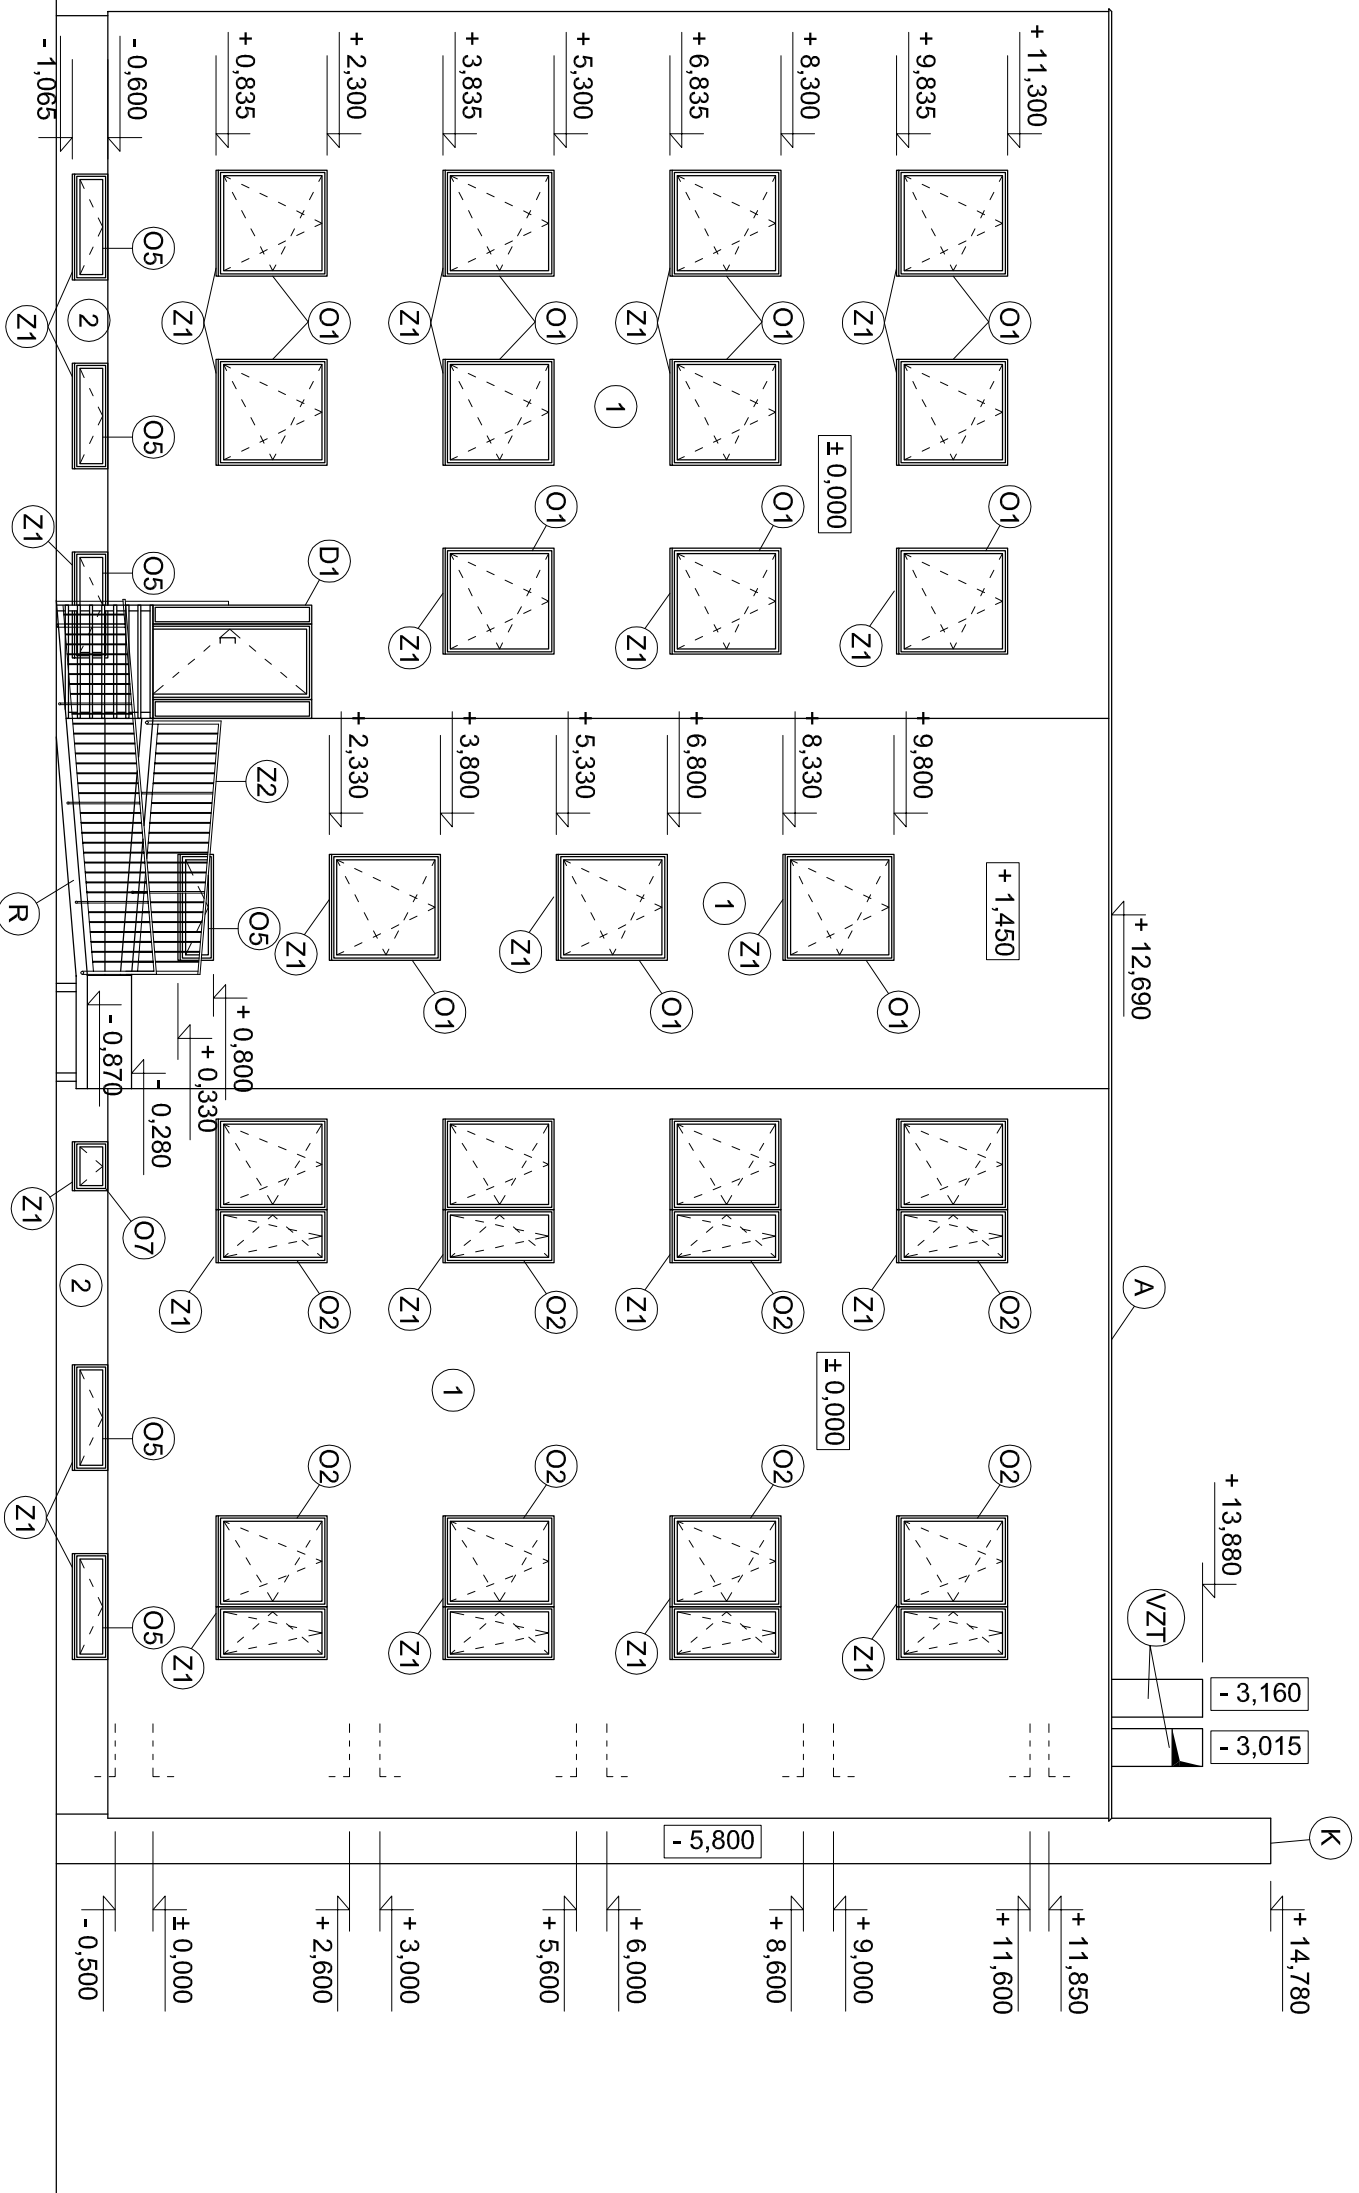 K
+ 14,780
- 3,160
- 3,015
+ 13,880
VZT
A
+ 12,690
+ 11,850
+ 11,300
O1
O1
+ 1,450
O2
O2
+ 11,600
+ 9,835
Z1
Z1
+ 9,800
O1
Z1
Z1
+ 9,000
± 0,000
± 0,000
+ 8,300
O1
O1
+ 8,330
Z1
1
O2
O2
+ 8,600
- 5,800
+ 6,835
Z1
Z1
+ 6,800
O1
Z1
Z1
+ 6,000
1
+ 5,300
O1
O1
+ 5,330
Z1
O2
O2
+ 5,600
+ 3,835
Z1
Z1
+ 3,800
O1
1
Z1
Z1
+ 3,000
+ 2,300
O1
D1
+ 2,330
Z1
O2
O2
+ 2,600
Z2
O5
+ 0,800
+ 0,835
Z1
+ 0,330
Z1
Z1
± 0,000
- 0,600
O5
O5
O5
- 0,280
O7
O5
O5
- 0,870
- 0,500
2
2
- 1,065
Z1
Z1
R
Z1
Z1